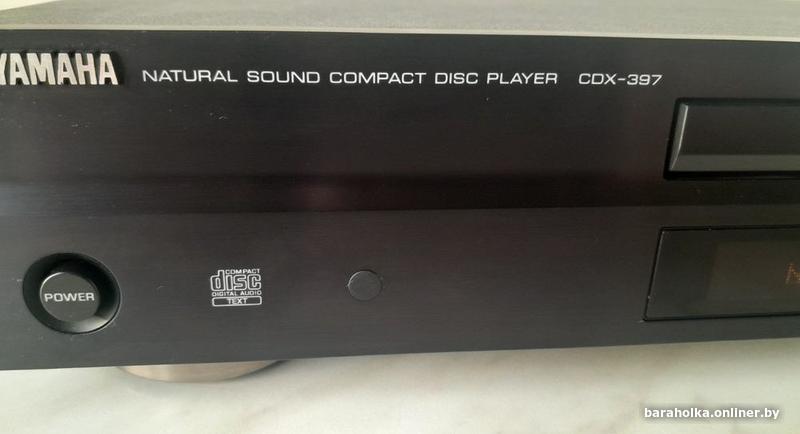 YAMAHA NATURAL SOUND COMPACT DISC PLAYER CDX-397
POWER
COMPACT
disc
DIGITAL AUDIO
TEXT
baraholka.onliner.by